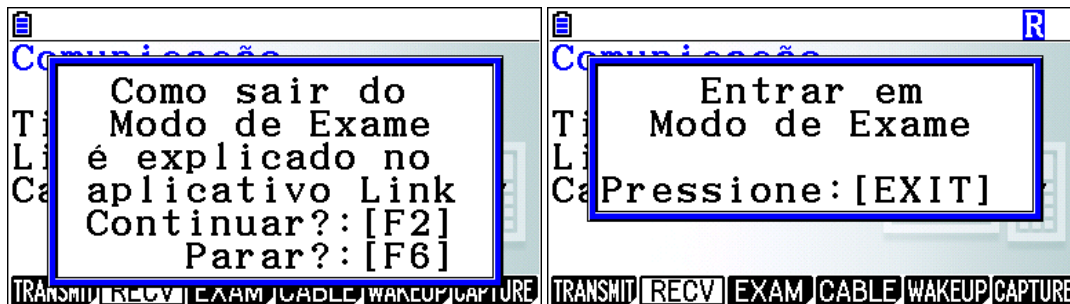 Como sair do
Modo de Exame
é explicado no
aplicativo Link
Continuar?:[F2]
Parar?:[F6]
TRANSMIT RECV EXAM CABLE WAKEUP CAPTURE
R
Entrar em
Modo de Exame
Pressione:[EXIT]
TRANSMIT RECV EXAM CABLE WAKEUP CAPTURE